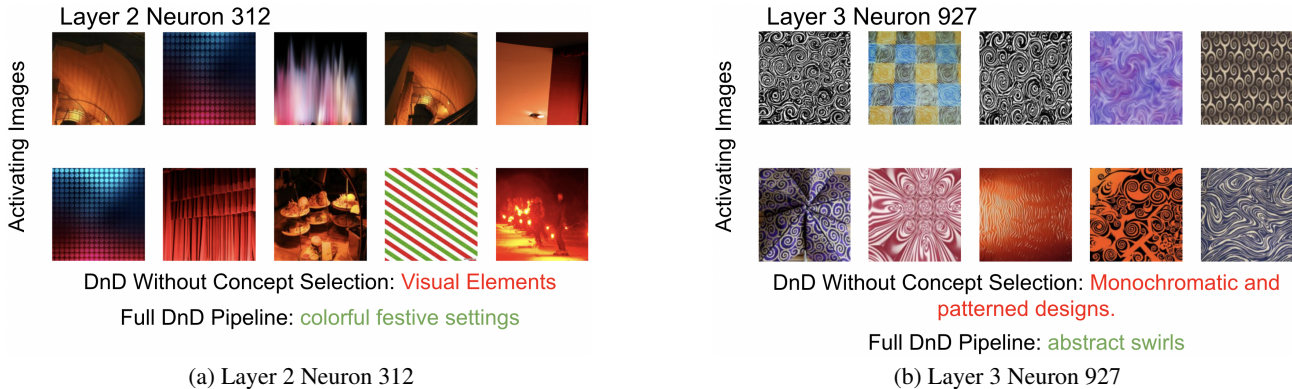 Layer 2 Neuron 312
Activating Images
DnD Without Concept Selection: Visual Elements
Full DnD Pipeline: colorful festive settings
(a) Layer 2 Neuron 312
Layer 3 Neuron 927
Activating Images
DnD Without Concept Selection: Monochromatic and
patterned designs.
Full DnD Pipeline: abstract swirls
(b) Layer 3 Neuron 927